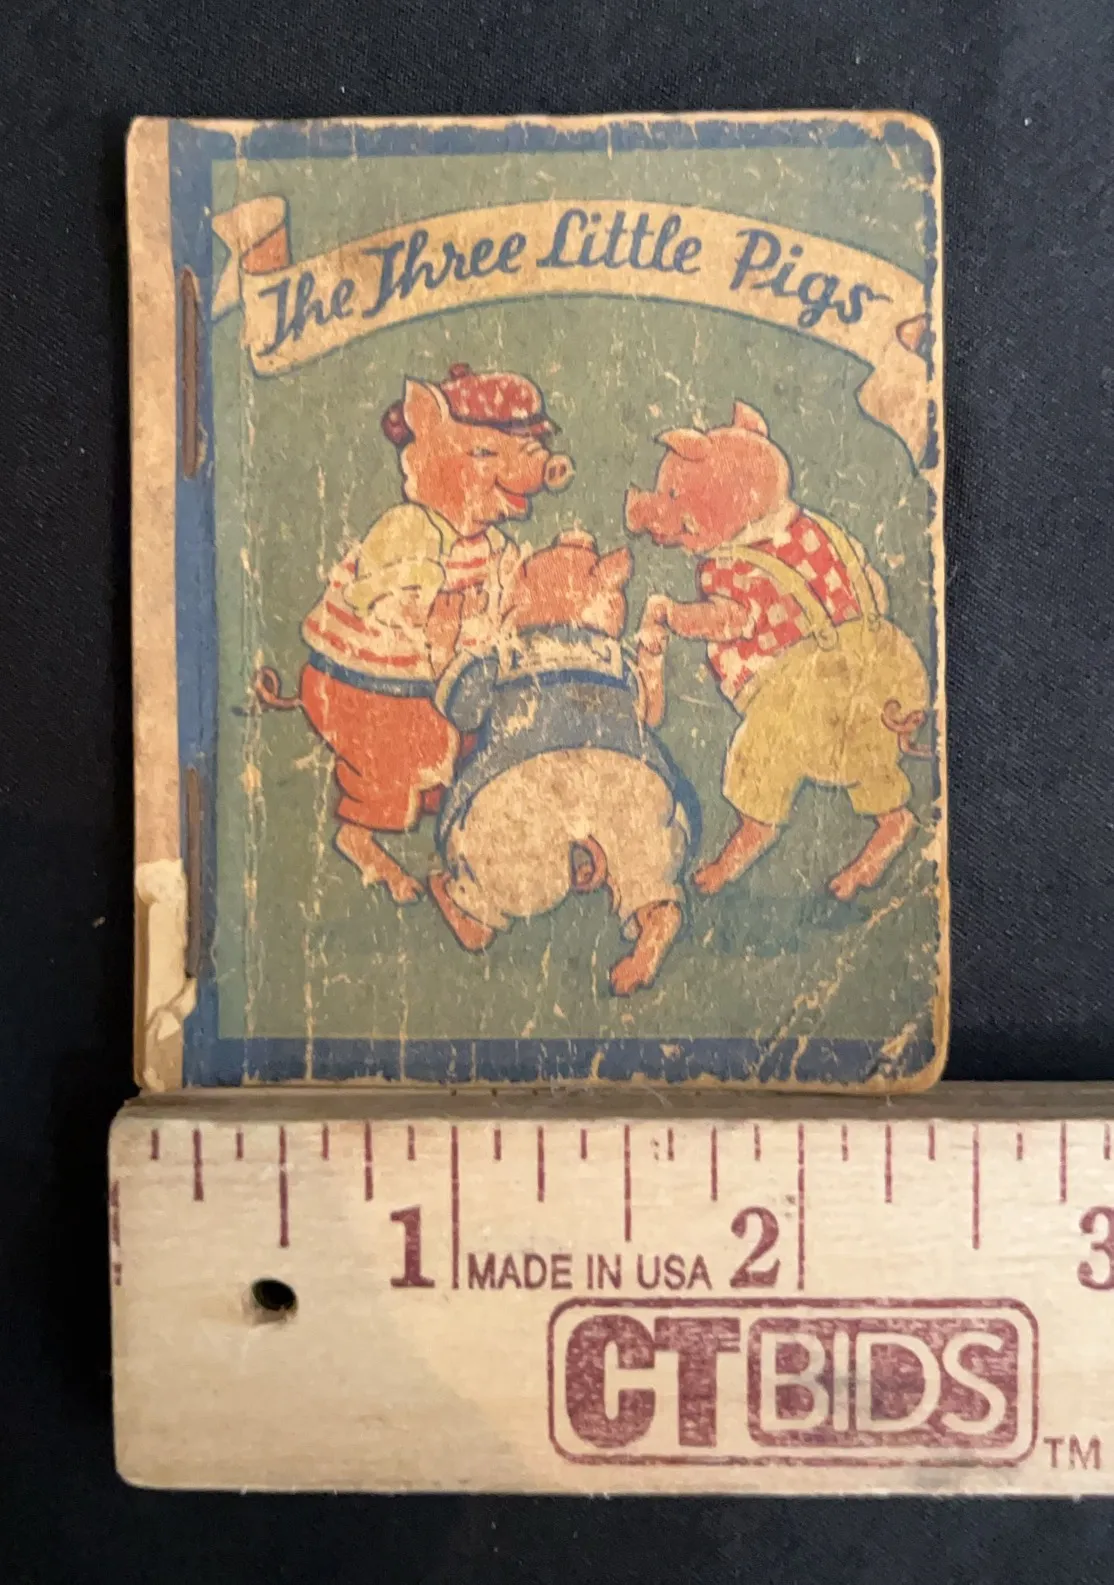 The Three Little Pigs
1 MADE IN USA 2 3
CTBIDS TM